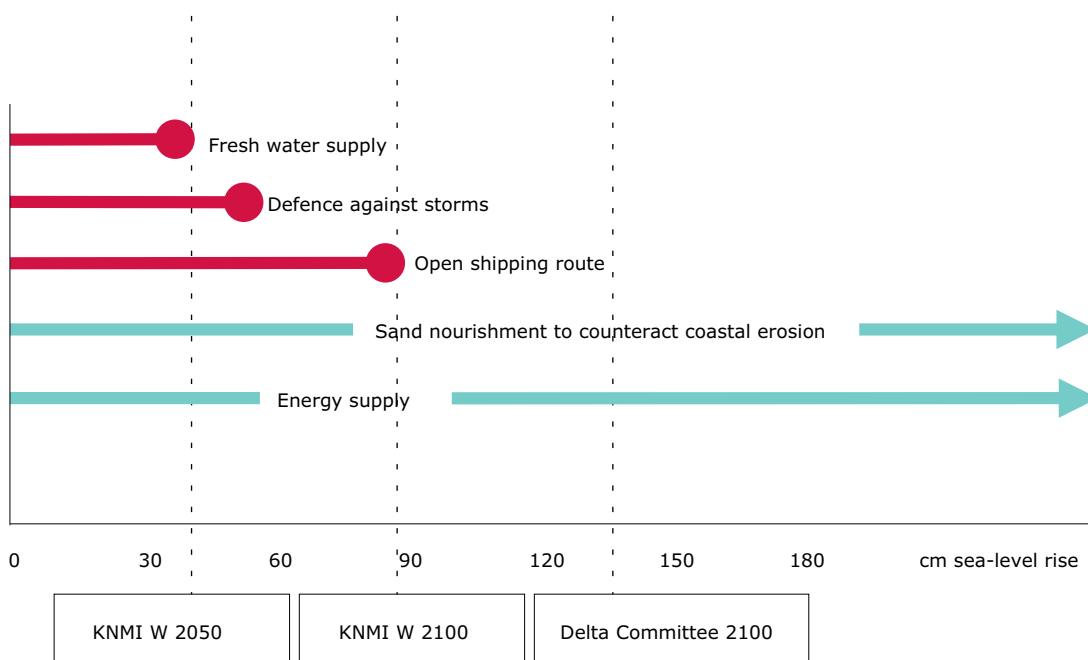 Fresh water supply
Defence against storms
Open shipping route
Sand nourishment to counteract coastal erosion
Energy supply
0 30 60 90 120 150 180 cm sea-level rise
KNMI W 2050 KNMI W 2100 Delta Committee 2100